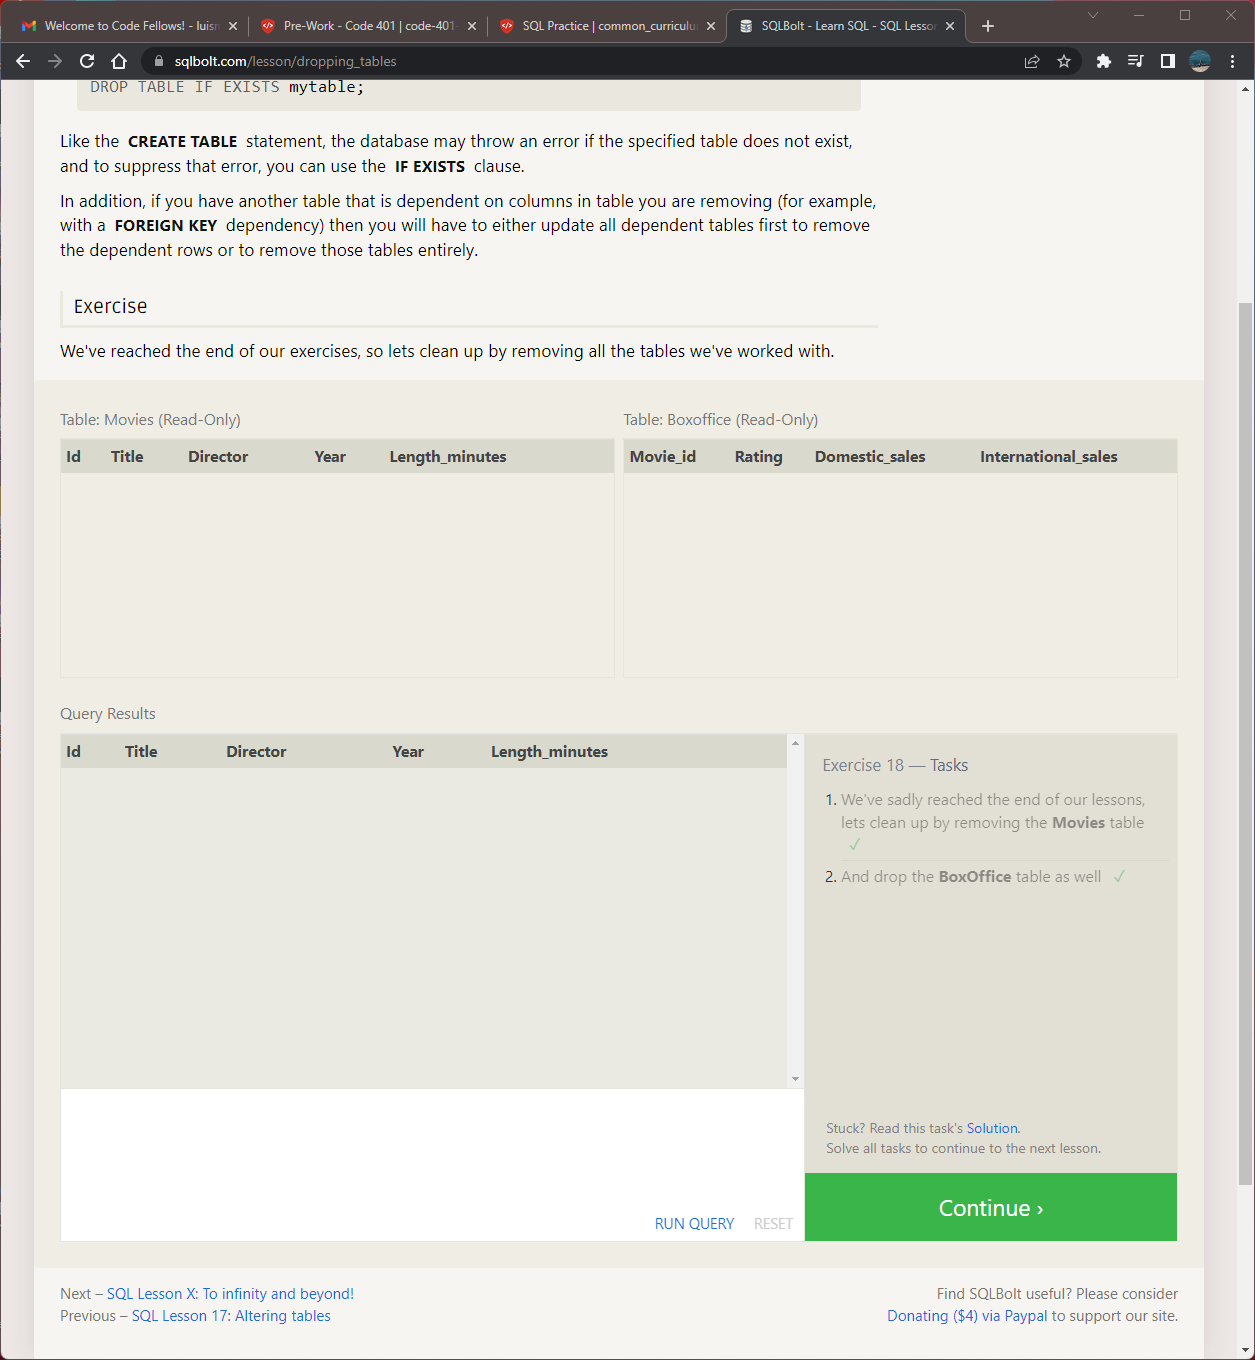 Welcome to Code Fellows! - luisn
Pre-Work - Code 401 | code-401-
SQL Practice | common_curriculu
SQLBolt - Learn SQL - SQL Lesson
sqlbolt.com/lesson/dropping_tables
DROP TABLE IF EXISTS mytable;
Like the CREATE TABLE statement, the database may throw an error if the specified table does not exist,
and to suppress that error, you can use the IF EXISTS clause.
In addition, if you have another table that is dependent on columns in table you are removing (for example,
with a FOREIGN KEY dependency) then you will have to either update all dependent tables first to remove
the dependent rows or to remove those tables entirely.
Exercise
We've reached the end of our exercises, so lets clean up by removing all the tables we've worked with.
Table: Movies (Read-Only)
Id Title Director Year Length_minutes
Table: Boxoffice (Read-Only)
Movie_id Rating Domestic_sales International_sales
Query Results
Id Title Director Year Length_minutes
Exercise 18 — Tasks
1. We've sadly reached the end of our lessons,
lets clean up by removing the Movies table
✓
2. And drop the BoxOffice table as well ✓
Stuck? Read this task's Solution.
Solve all tasks to continue to the next lesson.
RUN QUERY RESET
Continue ›
Next – SQL Lesson X: To infinity and beyond!
Previous – SQL Lesson 17: Altering tables
Find SQLBolt useful? Please consider
Donating ($4) via Paypal to support our site.